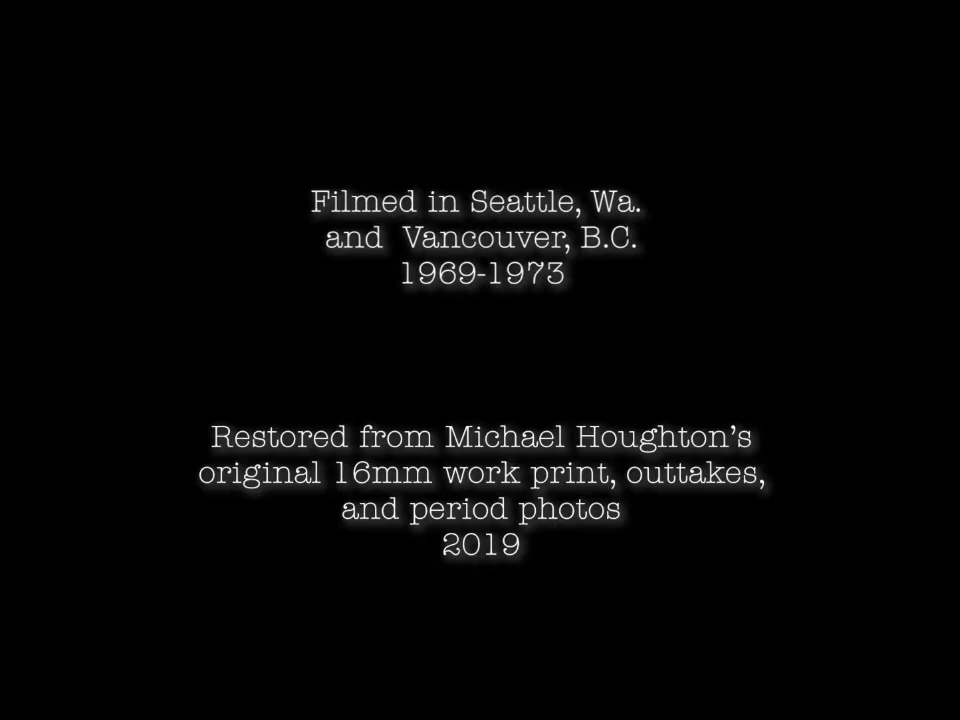 Filmed in Seattle, Wa.
and Vancouver, B.C.
1969-1973
Restored from Michael Houghton's
original 16mm work print, outtakes,
and period photos
2019